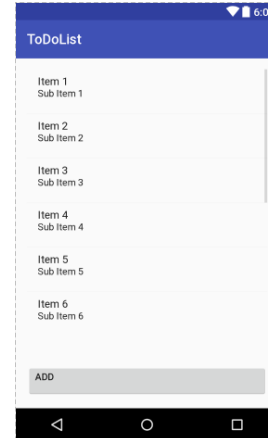 6:0
ToDoList
Item 1
Sub Item 1
Item 2
Sub Item 2
Item 3
Sub Item 3
Item 4
Sub Item 4
Item 5
Sub Item 5
Item 6
Sub Item 6
ADD